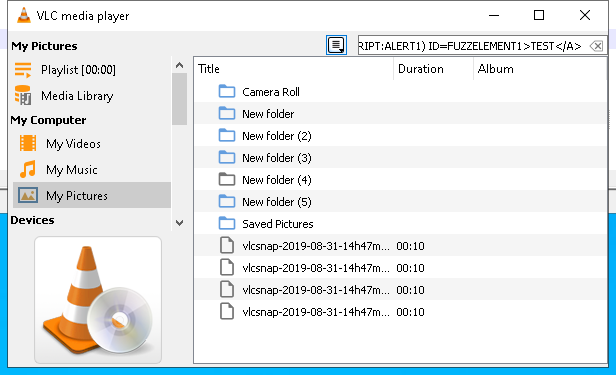 VLC media player
My Pictures
RIPT:ALERT1) ID=FUZZELEMENT1>TEST</A>
Playlist [00:00]
Media Library
My Computer
My Videos
My Music
My Pictures
Devices
Title Duration Album
Camera Roll
New folder
New folder (2)
New folder (3)
New folder (4)
New folder (5)
Saved Pictures
vlcsnap-2019-08-31-14h47m... 00:10
vlcsnap-2019-08-31-14h47m... 00:10
vlcsnap-2019-08-31-14h47m... 00:10
vlcsnap-2019-08-31-14h47m... 00:10